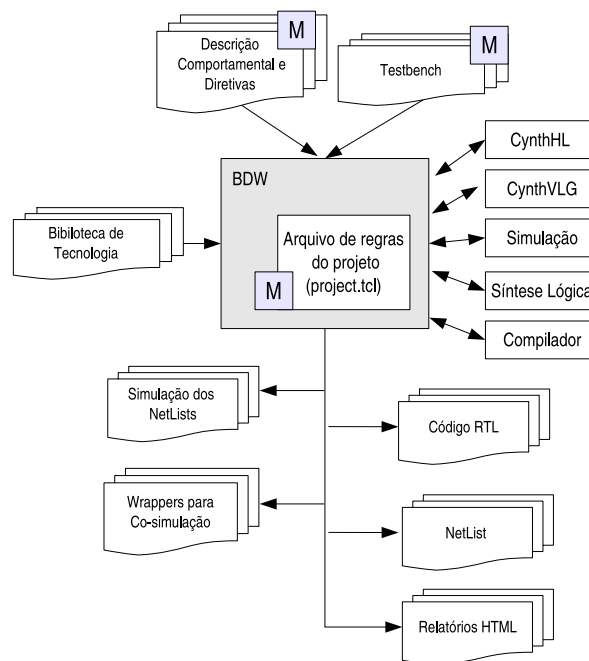 M
Descrição
Comportamental e
Diretivas
M
Testbench
BDW
Bibiloteca de
Tecnologia
Arquivo de regras
do projeto
(project.tcl)
M
CynthHL
CynthVLG
Simulação
Síntese Lógica
Compilador
Simulação dos
NetLists
Código RTL
Wrappers para
Co-simulação
NetList
Relatórios HTML